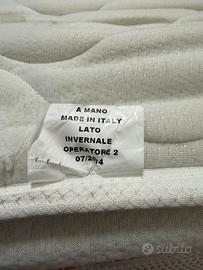 A MANO
MADE IN ITALY
LATO
INVERNALE
OPERATORE 2
subito